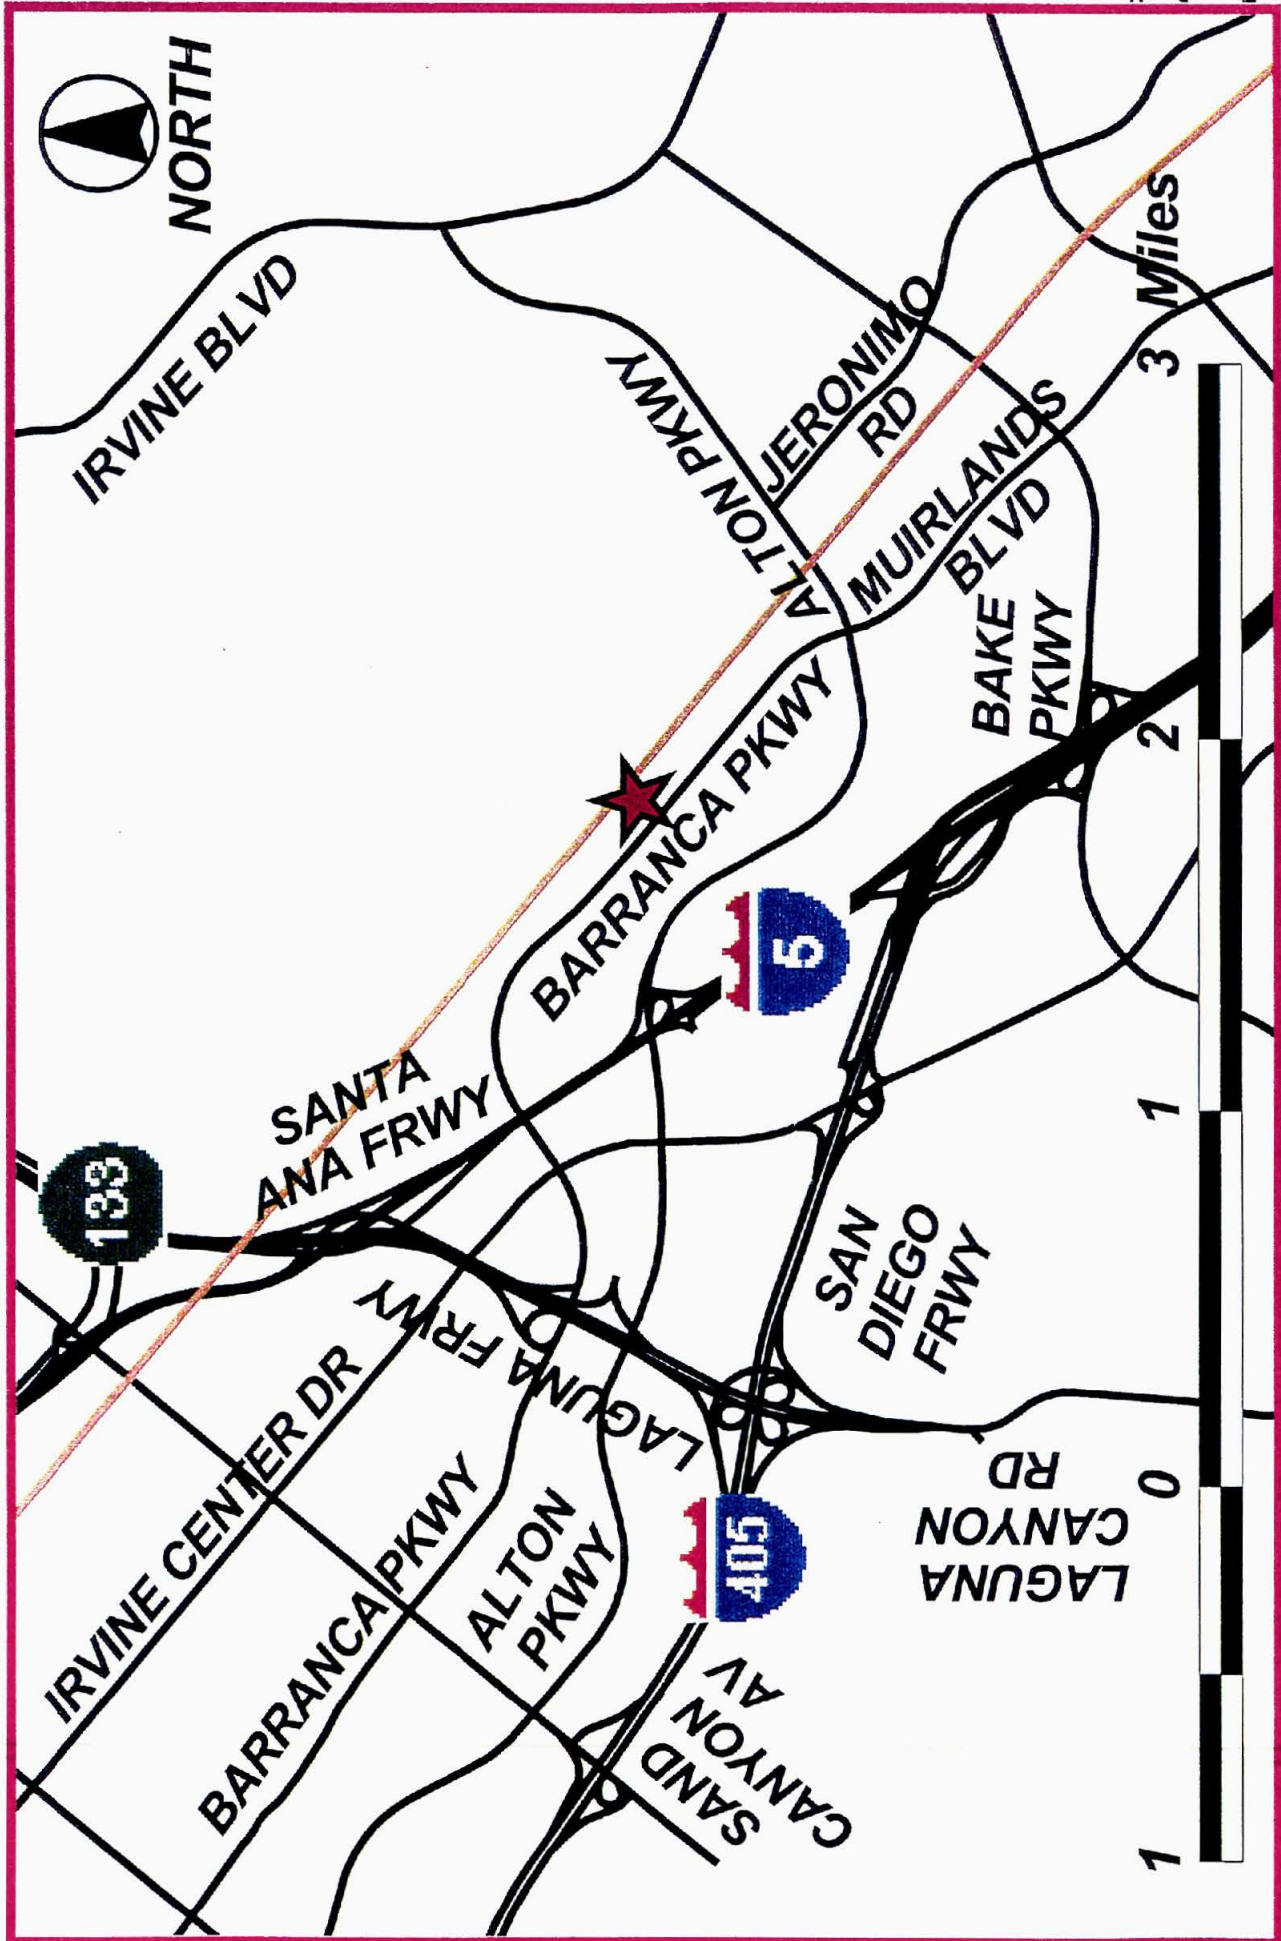 NORTH
133
IRVINE BLVD
IRVINE CENTER DR
SANTA
ANA FRWY
BARRANCA PKWY
LAGUNA FRWY
ALTON
PKWY
BARRANCA PKWY
ALTON PKWY
JERONIMO
RD
MUIRLANDS
BLVD
405
5
SAND
CANYON
AV
SAN
DIEGO
FRWY
BAKE
PKWY
LAGUNA
CANYON
RD
1
0
1
2
3
Miles